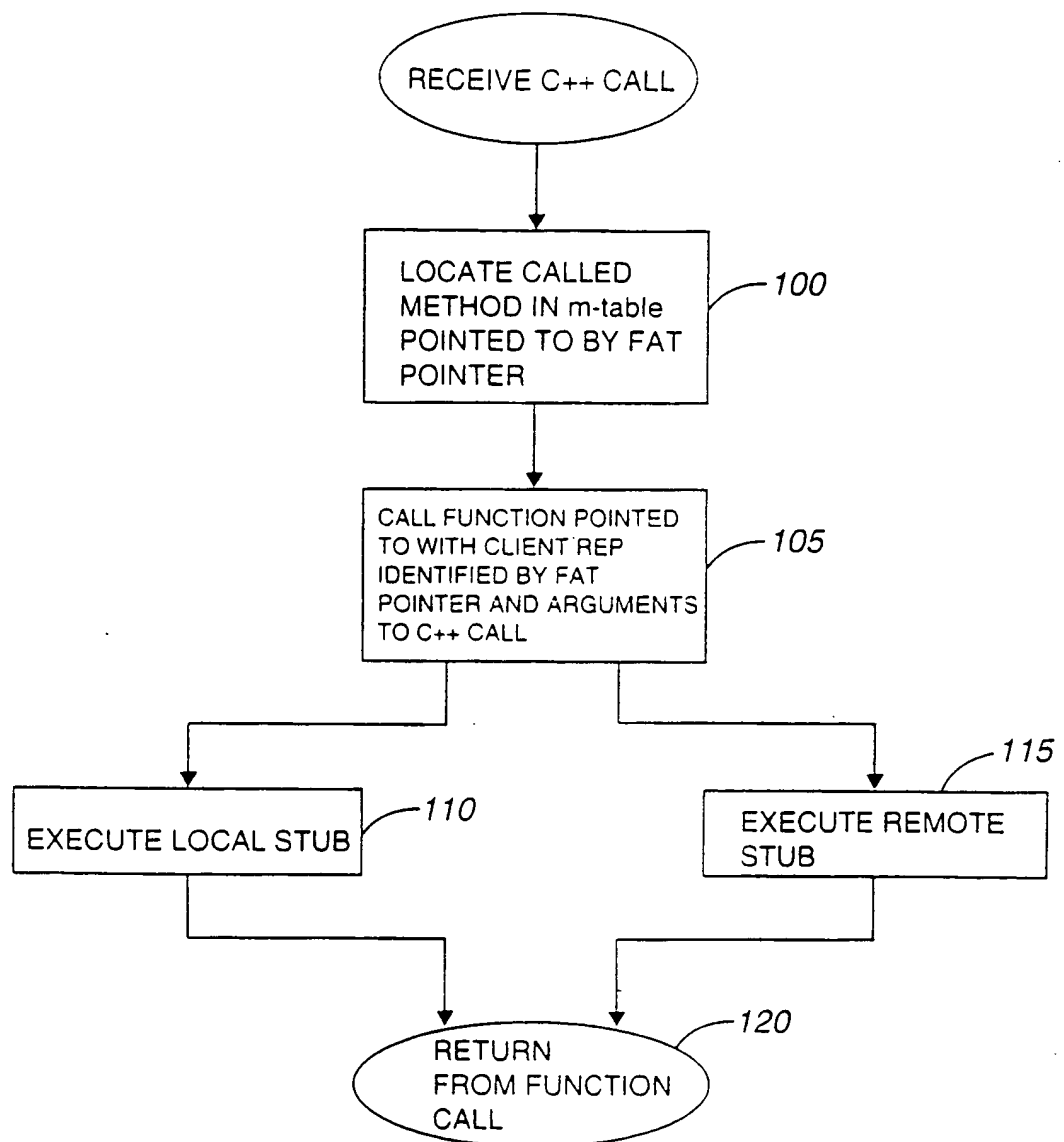 RECEIVE C++ CALL
LOCATE CALLED
METHOD IN m-table
POINTED TO BY FAT
POINTER
100
CALL FUNCTION POINTED
TO WITH CLIENT REP
IDENTIFIED BY FAT
POINTER AND ARGUMENTS
TO C++ CALL
105
EXECUTE LOCAL STUB
110
EXECUTE REMOTE
STUB
115
RETURN
FROM FUNCTION
CALL
120